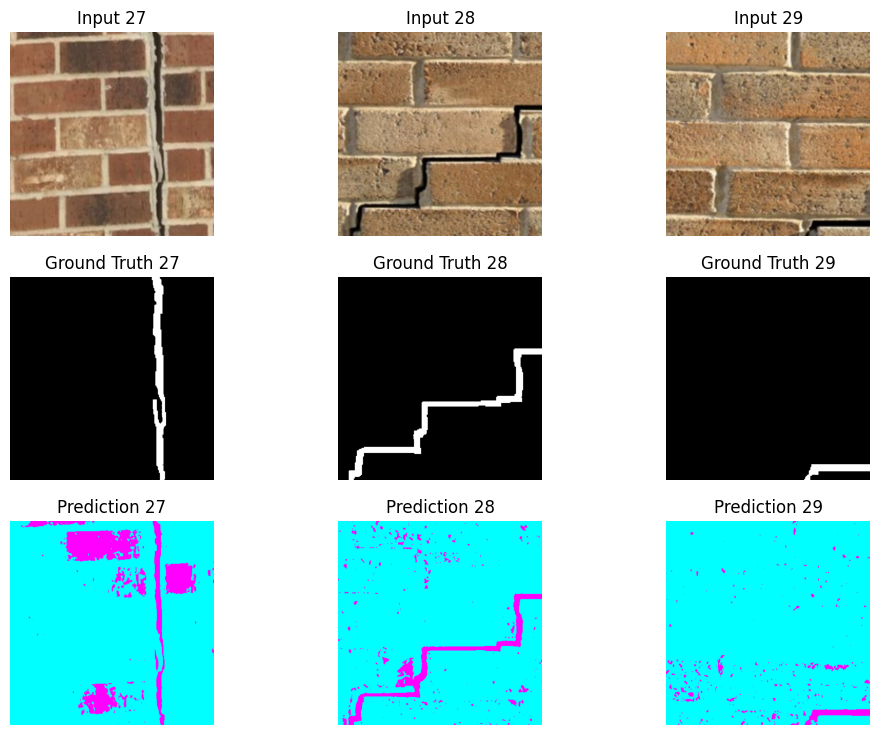 Input 27
Input 28
Input 29
Ground Truth 27
Ground Truth 28
Ground Truth 29
Prediction 27
Prediction 28
Prediction 29